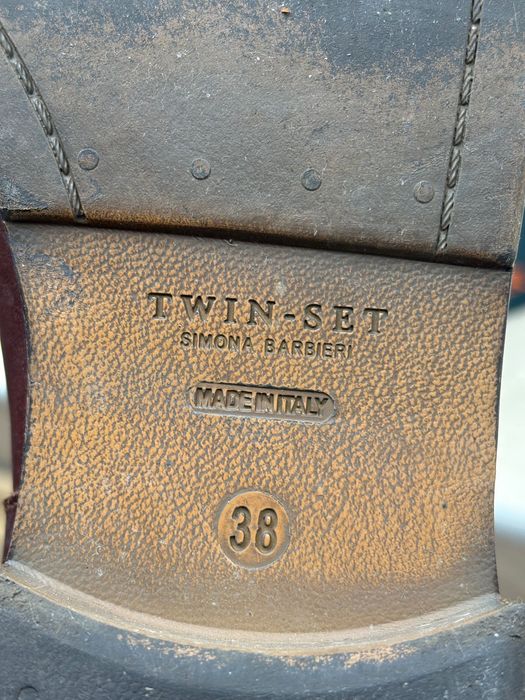 TWIN-SET
SIMONA BARBIERI
MADE IN ITALY
38